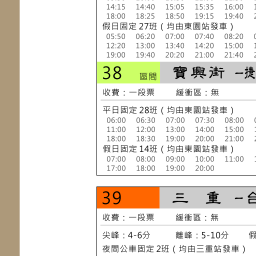 14:15 14:40 15:05 15:35 16:00
18:00 18:25 18:50 19:15 19:40
假日固定27班（均由東園站發車）
05:50 06:20 07:00 07:40 08:20
12:20 13:00 13:40 14:20 15:00
19:00 19:40 20:20 21:00 21:40
38 區間 寶興街 –捷
收費：一段票 緩衝區：無
平日固定28班（均由東園站發車）
06:00 06:30 07:00 07:30 08:00
11:00 12:00 13:00 14:00 15:00
18:00 18:30 19:00 20:00 21:00
假日固定14班（均由東園站發車）
07:00 08:00 09:00 10:00 11:00
17:00 18:00 19:00 20:00
39 三 重 –台
收費：一段票 緩衝區：無
尖峰：4-6分 離峰：5-10分 假
夜間公車固定2班（均由三重站發車）